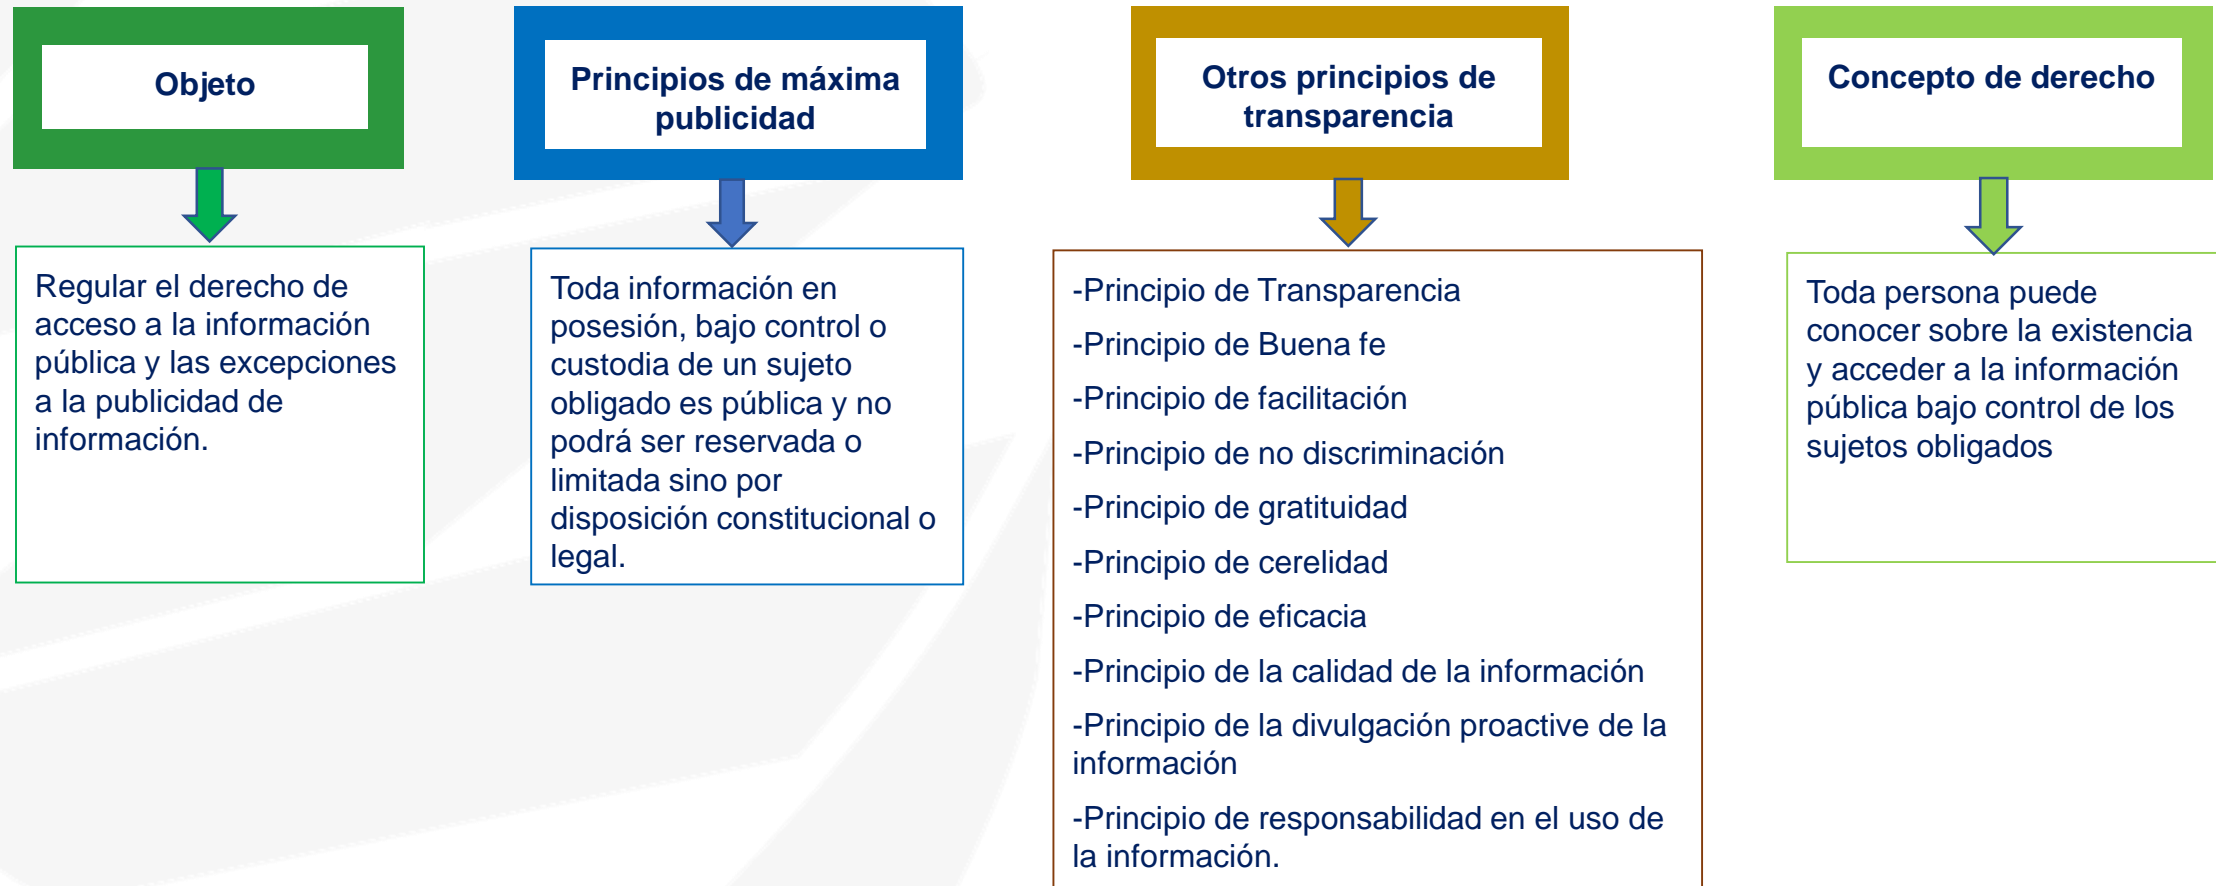 Objeto
Regular el derecho de
acceso a la información
pública y las excepciones
a la publicidad de
información.
Principios de máxima
publicidad
Toda información en
posesión, bajo control o
custodia de un sujeto
obligado es pública y no
podrá ser reservada o
limitada sino por
disposición constitucional o
legal.
Otros principios de
transparencia
-Principio de Transparencia
-Principio de Buena fe
-Principio de facilitación
-Principio de no discriminación
-Principio de gratituidad
-Principio de cerelidad
-Principio de eficacia
-Principio de la calidad de la información
-Principio de la divulgación proactive de la
información
-Principio de responsabilidad en el uso de
la información.
Concepto de derecho
Toda persona puede
conocer sobre la existencia
y acceder a la información
pública bajo control de los
sujetos obligados